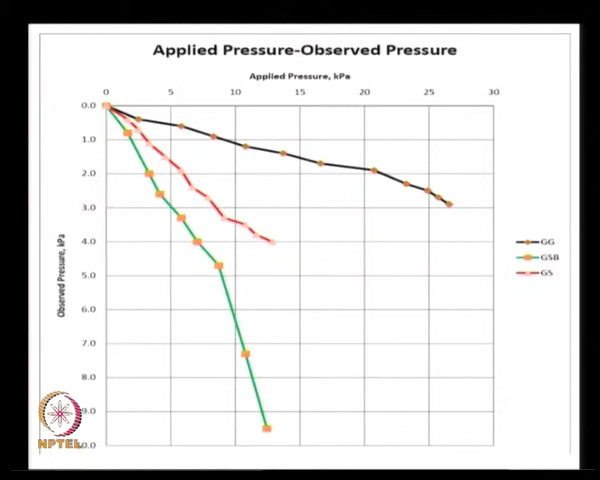 Applied Pressure-Observed Pressure
Applied Pressure, kPa
0 5 10 15 20 25 30
0.0
1.0
2.0
3.0
4.0
5.0
6.0
7.0
8.0
9.0
0.0
Observed Pressure, kPa
GG
GSB
GS
NPTEL